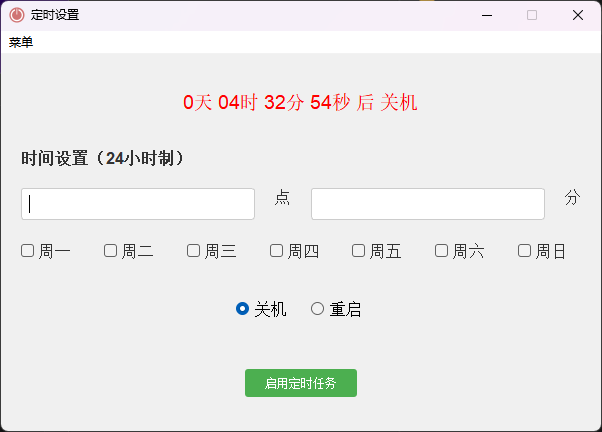 定时设置
菜单
0天 04时 32分 54秒 后 关机
时间设置（24小时制）
点 分
周一 周二 周三 周四 周五 周六 周日
关机 重启
启用定时任务